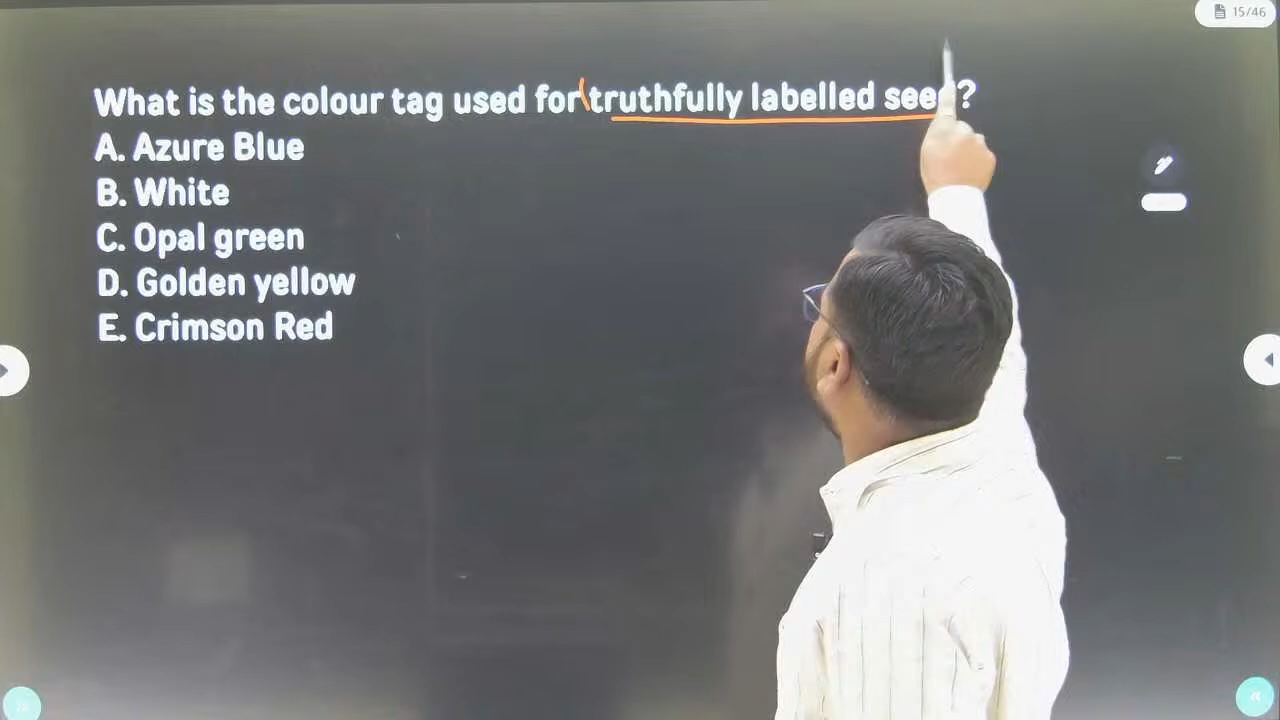 15/46
What is the colour tag used for truthfully labelled seed?
A. Azure Blue
B. White
C. Opal green
D. Golden yellow
E. Crimson Red